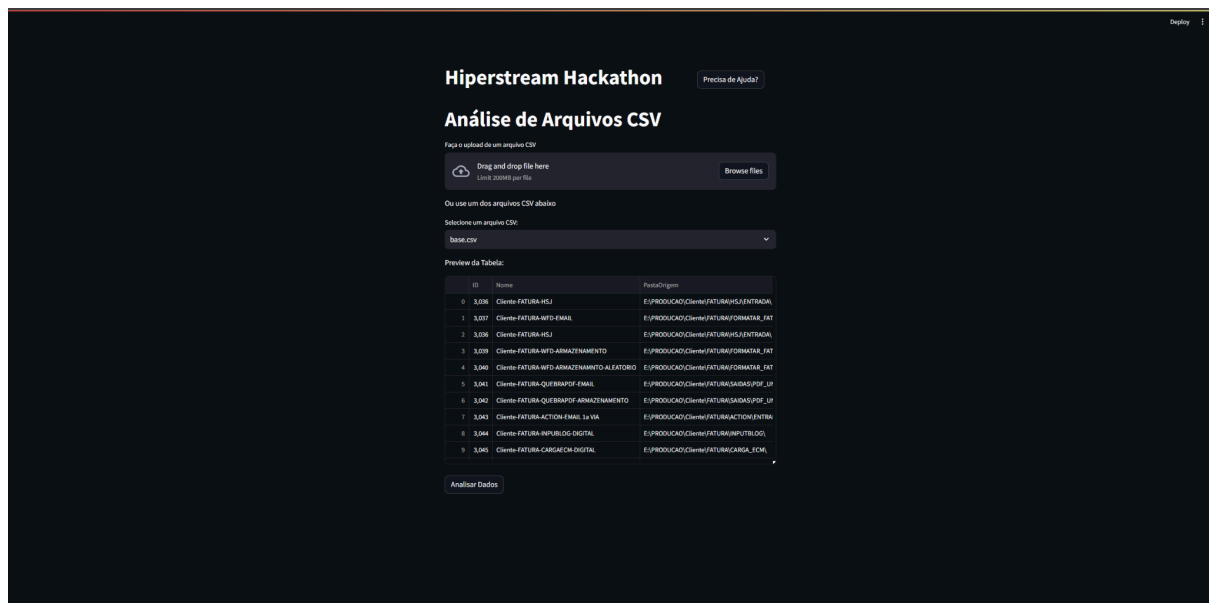 Deploy
Hiperstream Hackathon
Precisa de Ajuda?
Análise de Arquivos CSV
Faça o upload de um arquivo CSV
Drag and drop file here
Limit 200MB per file
Browse files
Ou use um dos arquivos CSV abaixo
Selecione um arquivo CSV:
base.csv
Preview da Tabela:
ID Nome PastaOrigem
0 3,036 Cliente-FATURA-HSJ E:\PRODUCAO\Cliente\FATURA\HSJ\ENTRADA\
1 3,037 Cliente-FATURA-WFD-EMAIL E:\PRODUCAO\Cliente\FATURA\FORMATAR_FAT
2 3,036 Cliente-FATURA-HSJ E:\PRODUCAO\Cliente\FATURA\HSJ\ENTRADA\
3 3,039 Cliente-FATURA-WFD-ARMAZENAMENTO E:\PRODUCAO\Cliente\FATURA\FORMATAR_FAT
4 3,040 Cliente-FATURA-WFD-ARMAZENAMNTO-ALEATORIO E:\PRODUCAO\Cliente\FATURA\FORMATAR_FAT
5 3,041 Cliente-FATURA-QUEBRAPDF-EMAIL E:\PRODUCAO\Cliente\FATURA\SAIDAS\PDF_UN
6 3,042 Cliente-FATURA-QUEBRAPDF-ARMAZENAMENTO E:\PRODUCAO\Cliente\FATURA\SAIDAS\PDF_UN
7 3,043 Cliente-FATURA-ACTION-EMAIL 1a VIA E:\PRODUCAO\Cliente\FATURA\ACTION\ENTRA
8 3,044 Cliente-FATURA-INPUBLOG-DIGITAL E:\PRODUCAO\Cliente\FATURA\INPUTBLOG\
9 3,045 Cliente-FATURA-CARGAECM-DIGITAL E:\PRODUCAO\Cliente\FATURA\CARGA_ECM\
Analisar Dados